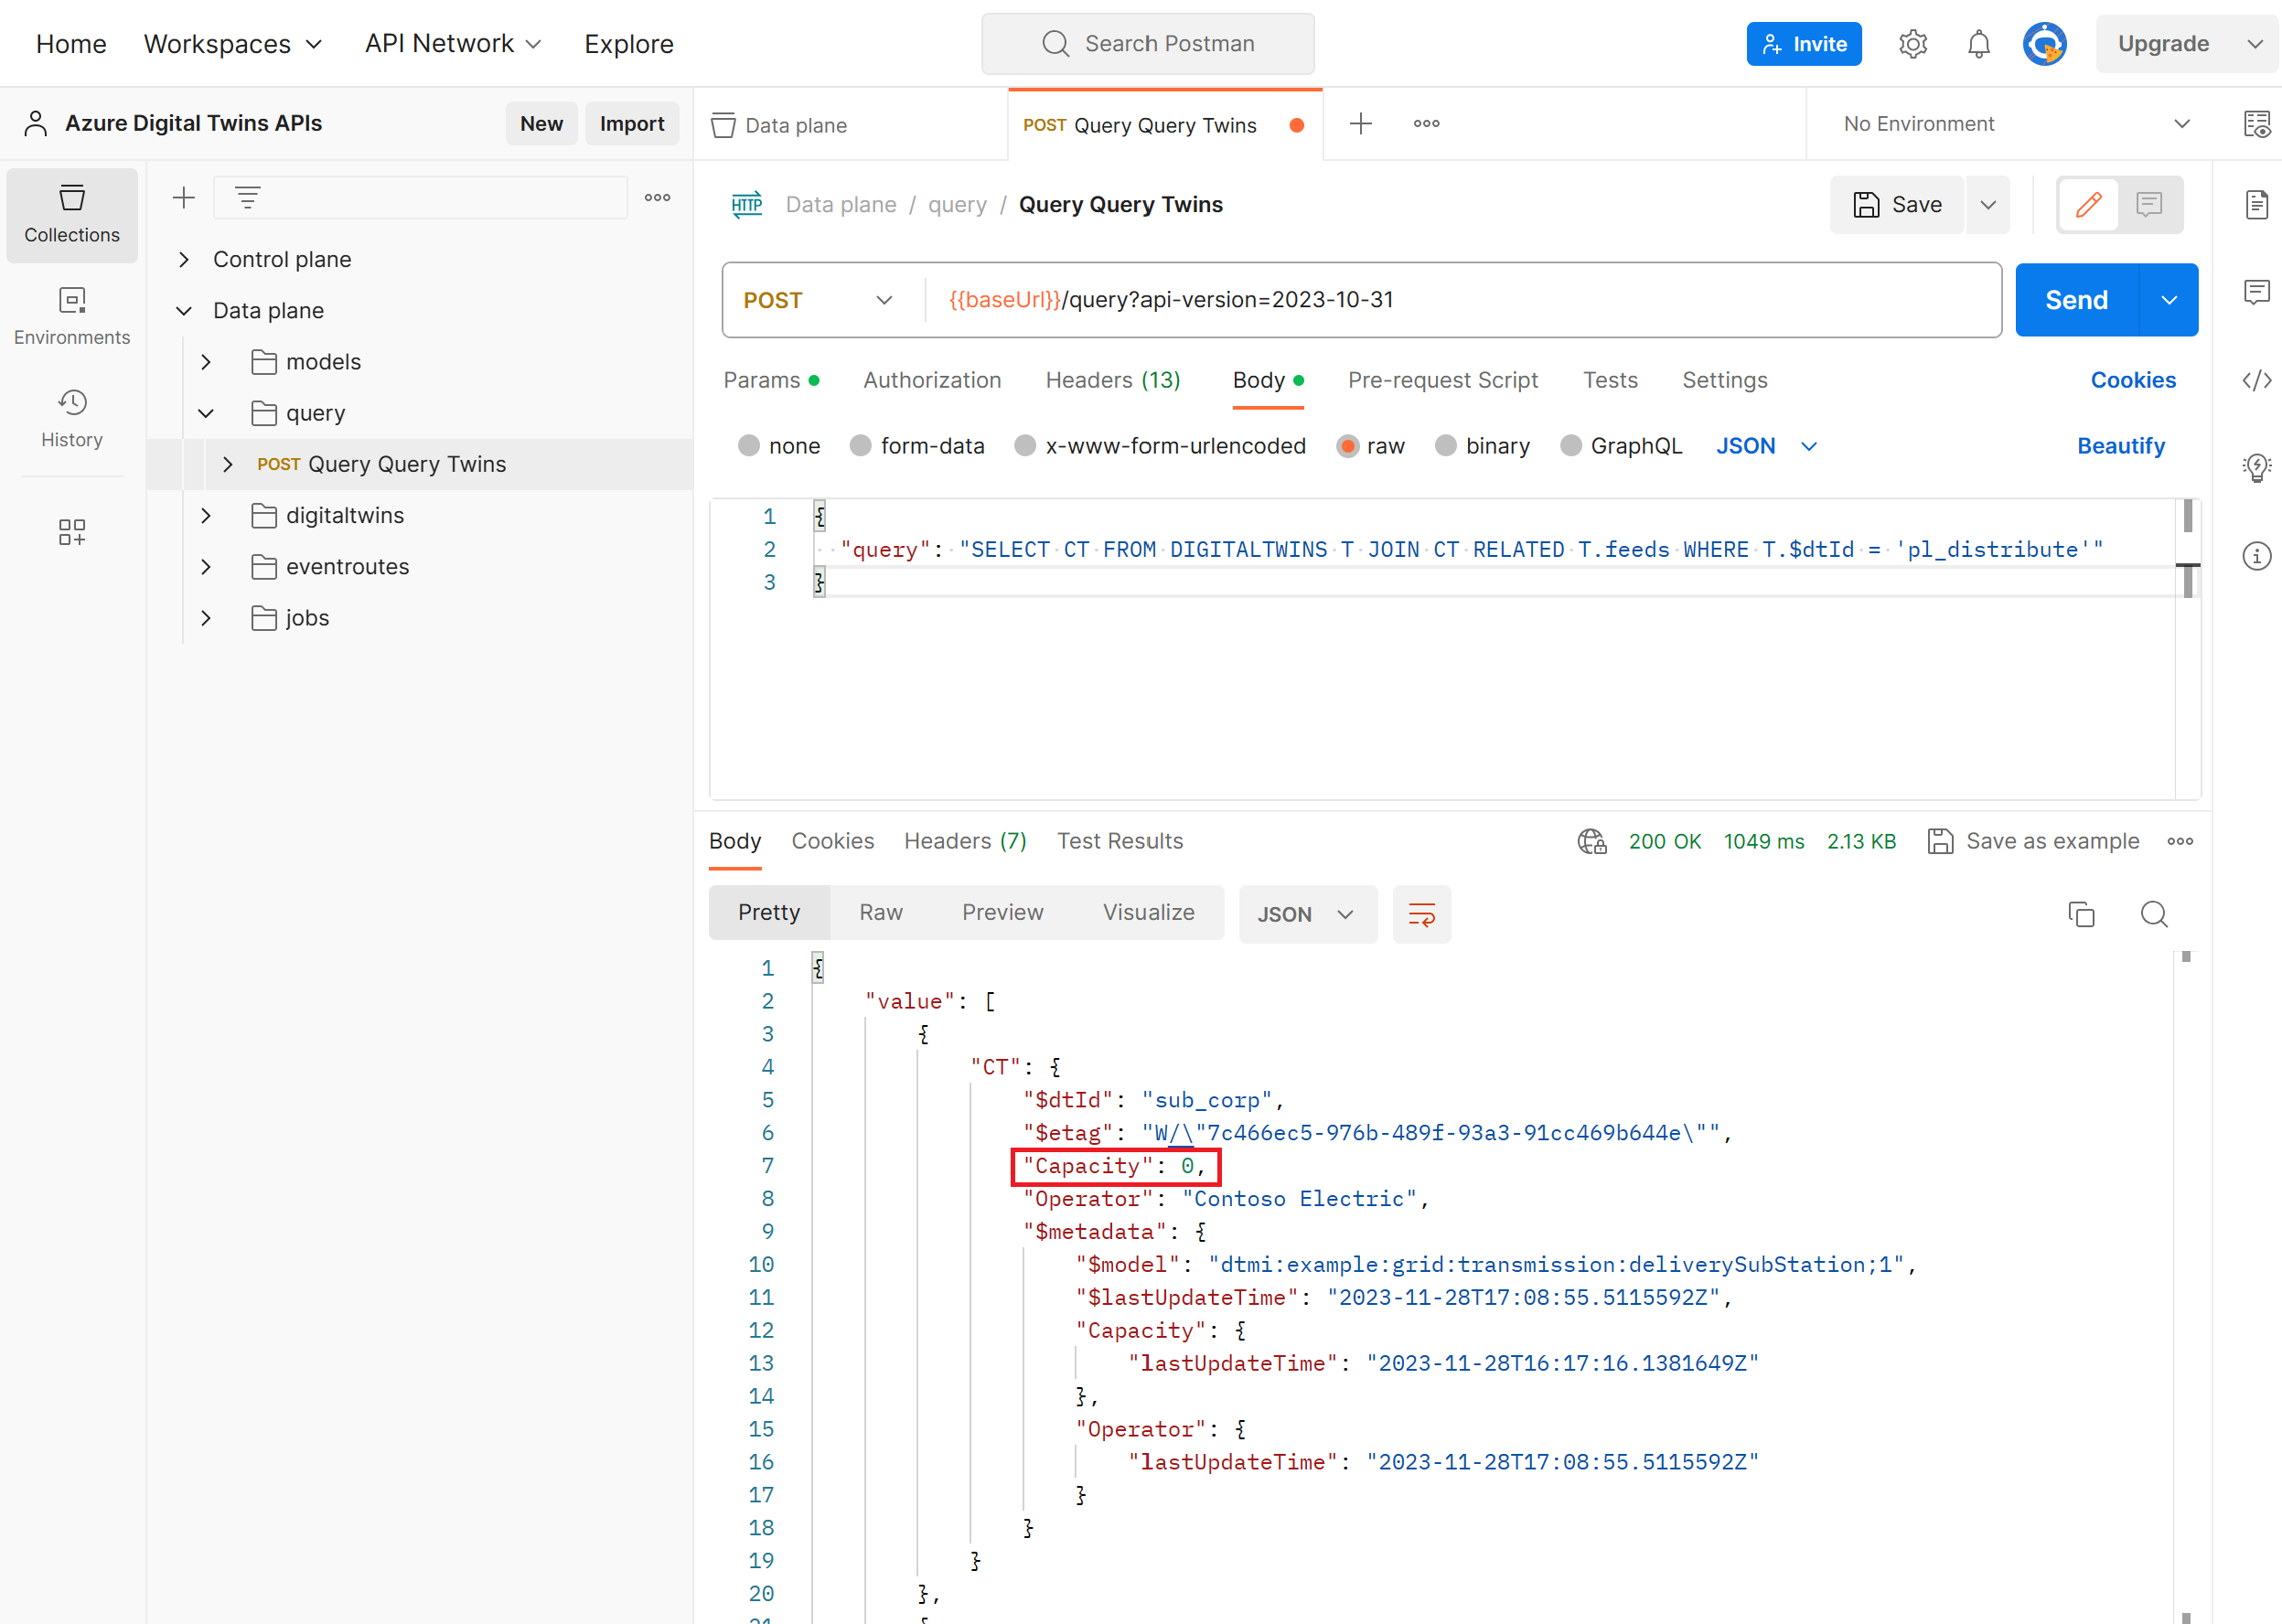 Home Workspaces API Network Explore Search Postman Invite Upgrade
Azure Digital Twins APIs New Import Data plane POST Query Query Twins No Environment
Collections
Environments
History
Control plane
Data plane
models
query
POST Query Query Twins
digitaltwins
eventroutes
jobs
HTTP Data plane / query / Query Query Twins Save
POST {{baseUrl}}/query?api-version=2023-10-31 Send
Params Authorization Headers (13) Body Pre-request Script Tests Settings Cookies
none form-data x-www-form-urlencoded raw binary GraphQL JSON Beautify
1 {
2 "query": "SELECT CT FROM DIGITALTWINS T JOIN CT RELATED T.feeds WHERE T.$dtId = 'pl_distribute'"
3 }
Body Cookies Headers (7) Test Results 200 OK 1049 ms 2.13 KB Save as example
Pretty Raw Preview Visualize JSON
1 {
2 "value": [
3 {
4 "CT": {
5 "$dtId": "sub_corp",
6 "$etag": "W/\"7c466ec5-976b-489f-93a3-91cc469b644e\"",
7 "Capacity": 0,
8 "Operator": "Contoso Electric",
9 "$metadata": {
10 "$model": "dtmi:example:grid:transmission:deliverySubStation;1",
11 "$lastUpdateTime": "2023-11-28T17:08:55.5115592Z",
12 "Capacity": {
13 "lastUpdateTime": "2023-11-28T16:17:16.1381649Z"
14 },
15 "Operator": {
16 "lastUpdateTime": "2023-11-28T17:08:55.5115592Z"
17 }
18 }
19 }
20 },
21 {